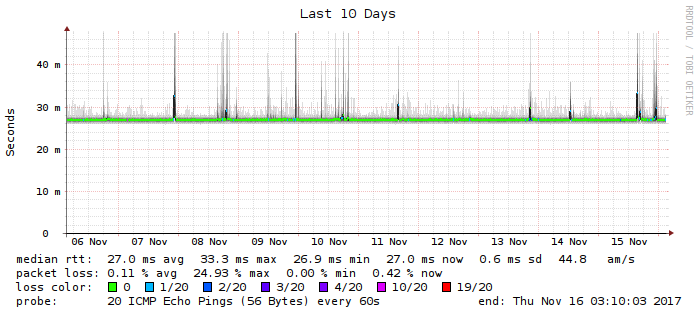 Last 10 Days
RRDTOOL / TOBI OETIKER
Seconds
40 m
30 m
20 m
10 m
0
06 Nov 07 Nov 08 Nov 09 Nov 10 Nov 11 Nov 12 Nov 13 Nov 14 Nov 15 Nov
median rtt: 27.0 ms avg 33.3 ms max 26.9 ms min 27.0 ms now 0.6 ms sd 44.8 am/s
packet loss: 0.11 % avg 24.93 % max 0.00 % min 0.42 % now
loss color: 0 1/20 2/20 3/20 4/20 10/20 19/20
probe: 20 ICMP Echo Pings (56 Bytes) every 60s end: Thu Nov 16 03:10:03 2017